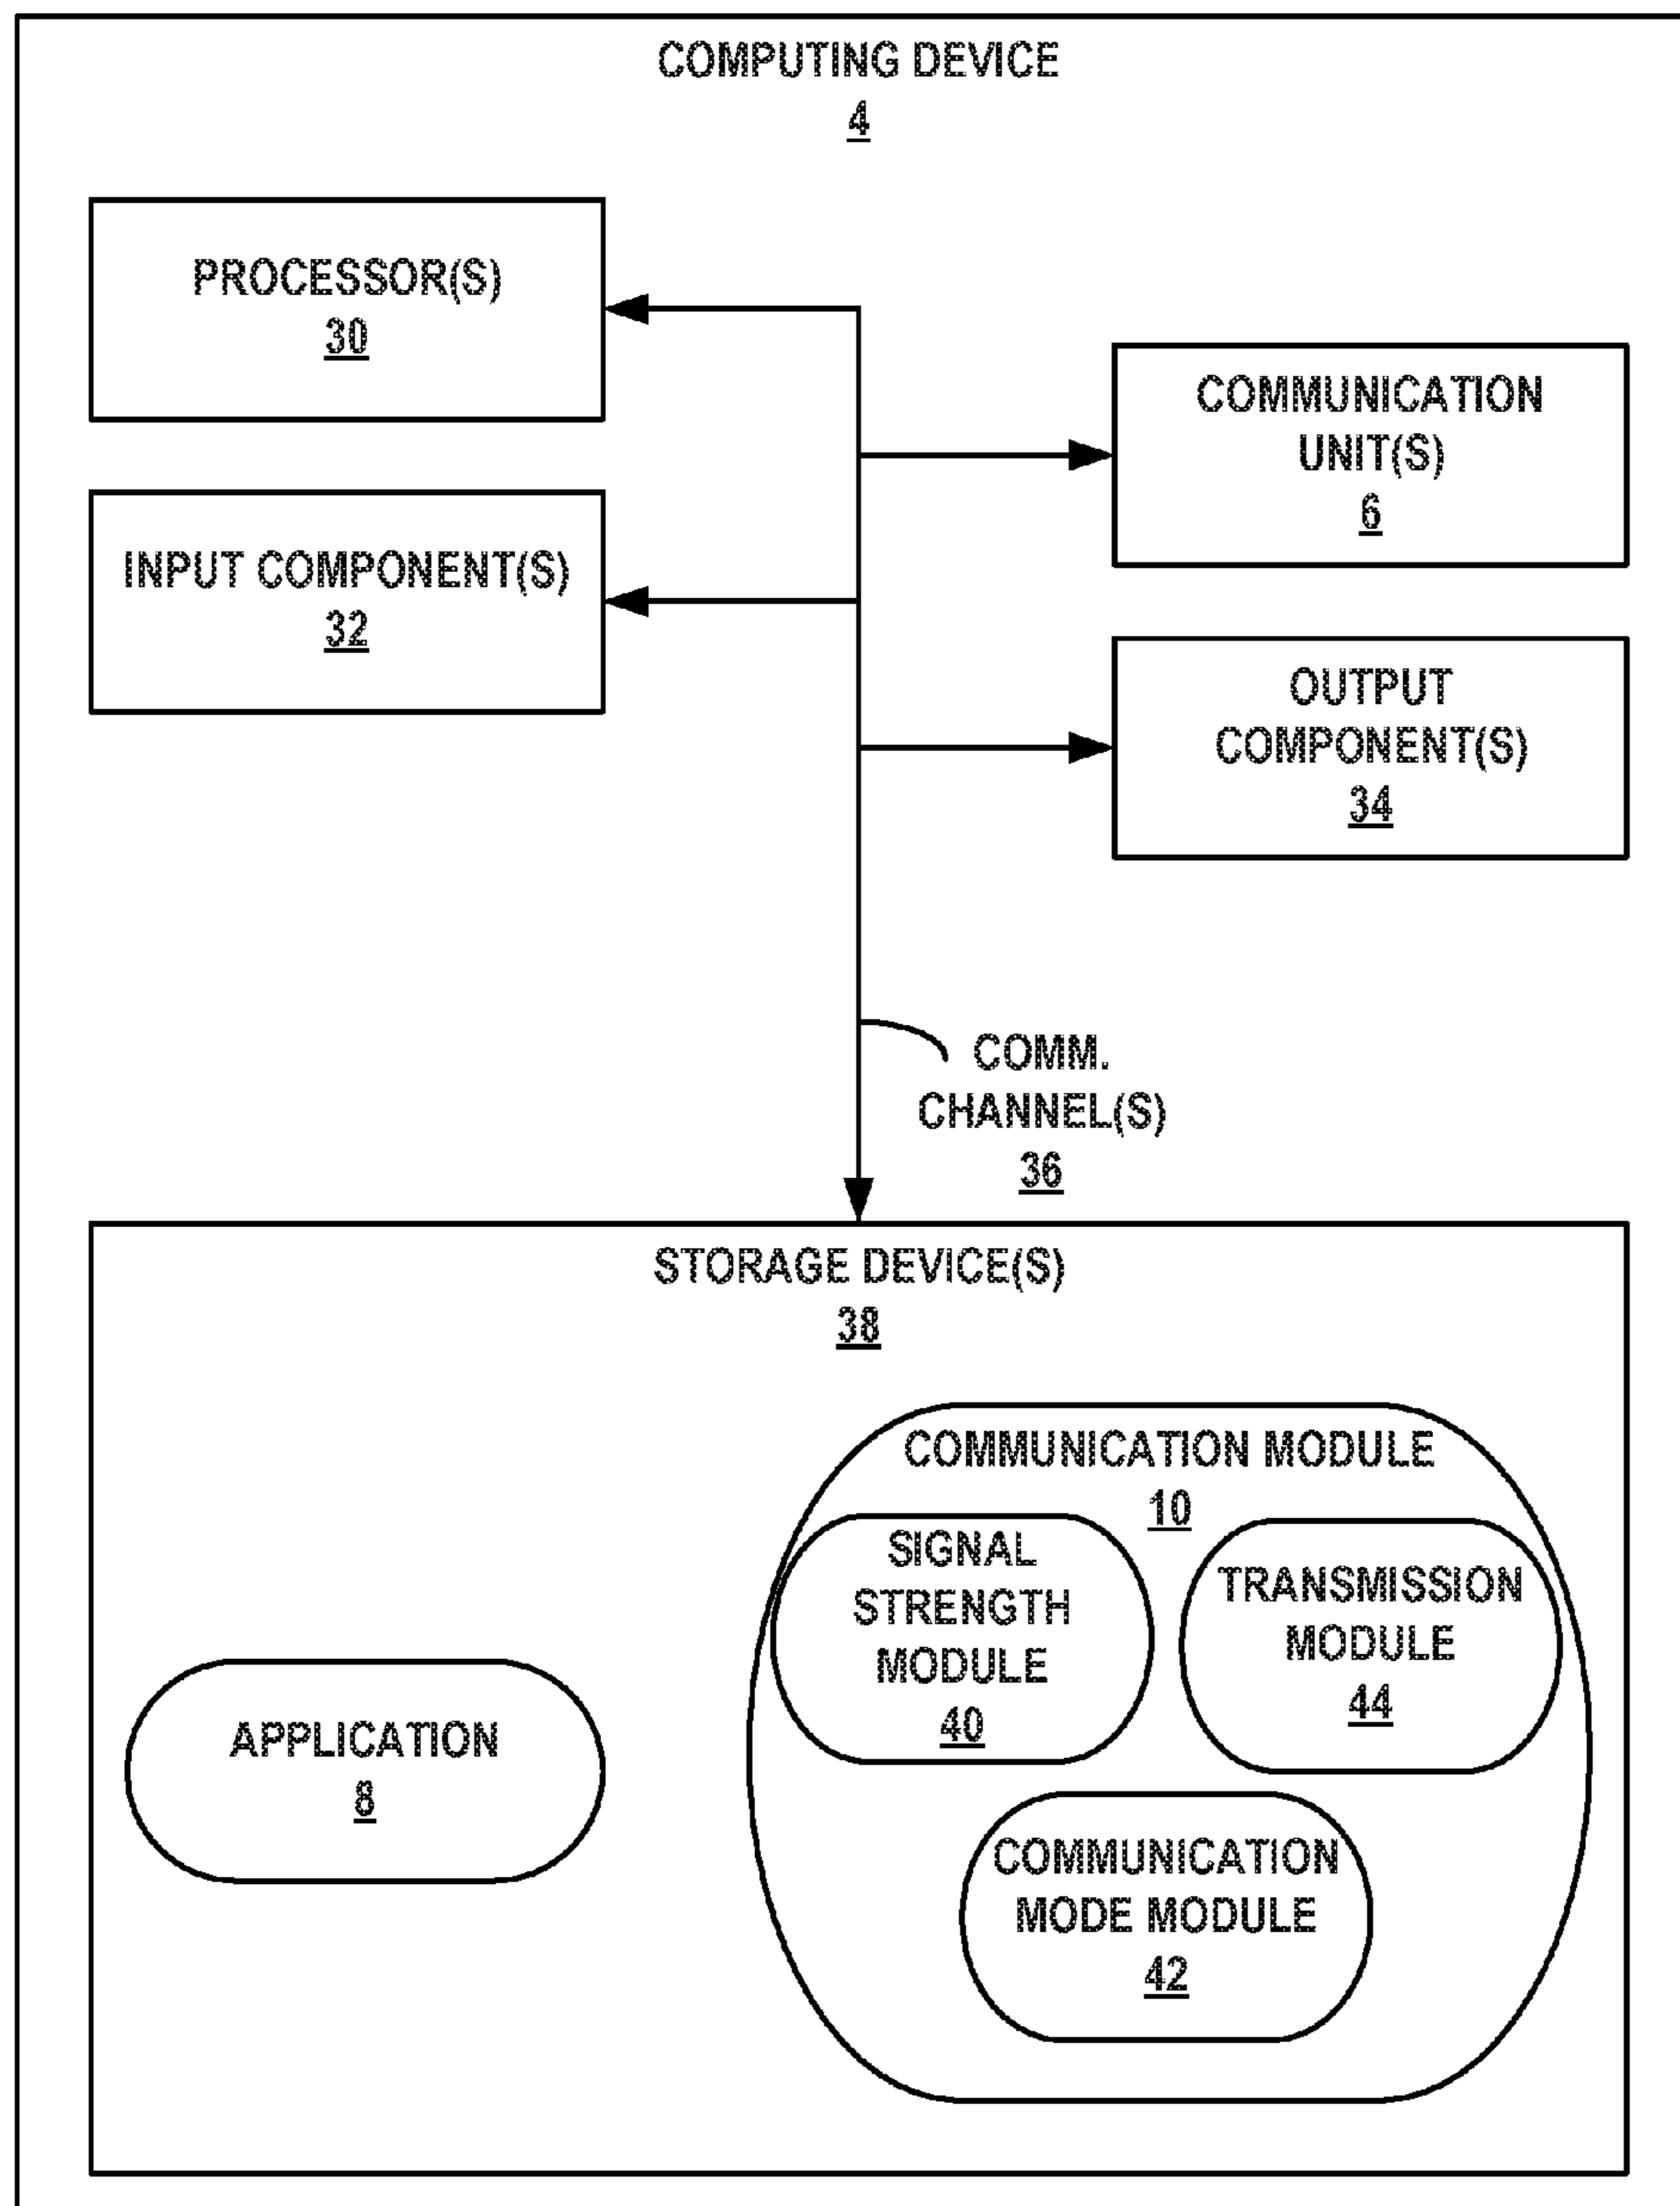 COMPUTING DEVICE
4
PROCESSOR(S)
30
COMMUNICATION
UNIT(S)
6
INPUT COMPONENT(S)
32
OUTPUT
COMPONENT(S)
34
COMM.
CHANNEL(S)
36
STORAGE DEVICE(S)
38
COMMUNICATION MODULE
10
SIGNAL
STRENGTH
MODULE
40
TRANSMISSION
MODULE
44
APPLICATION
8
COMMUNICATION
MODE MODULE
42